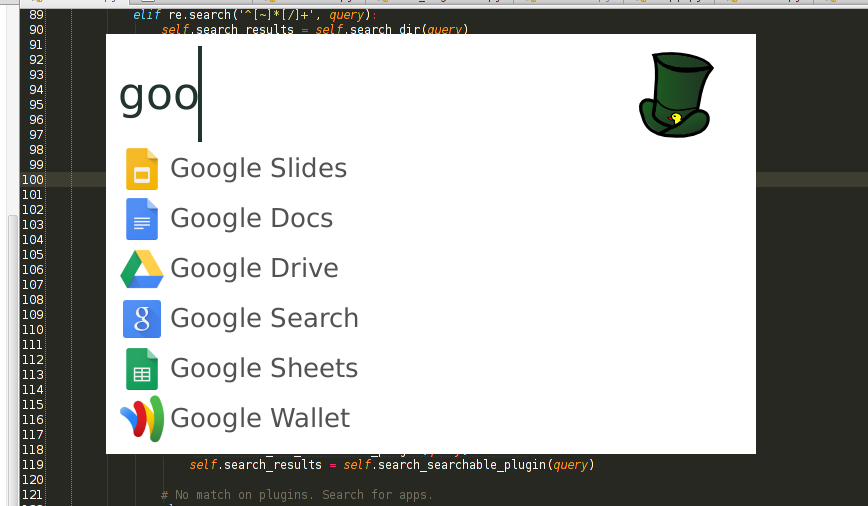 89 elif re.search('^[~]*[/]+', query):
90 self.search_results = self.search_dir(query)
91
92
93
94
95
96
97
98
99
100
101
102
103
104
105
106
107
108
109
110
111
112
113
114
115
116
117
118
119 self.search_results = self.search_searchable_plugin(query)
120
121 # No match on plugins. Search for apps.
goo
Google Slides
Google Docs
Google Drive
Google Search
Google Sheets
Google Wallet